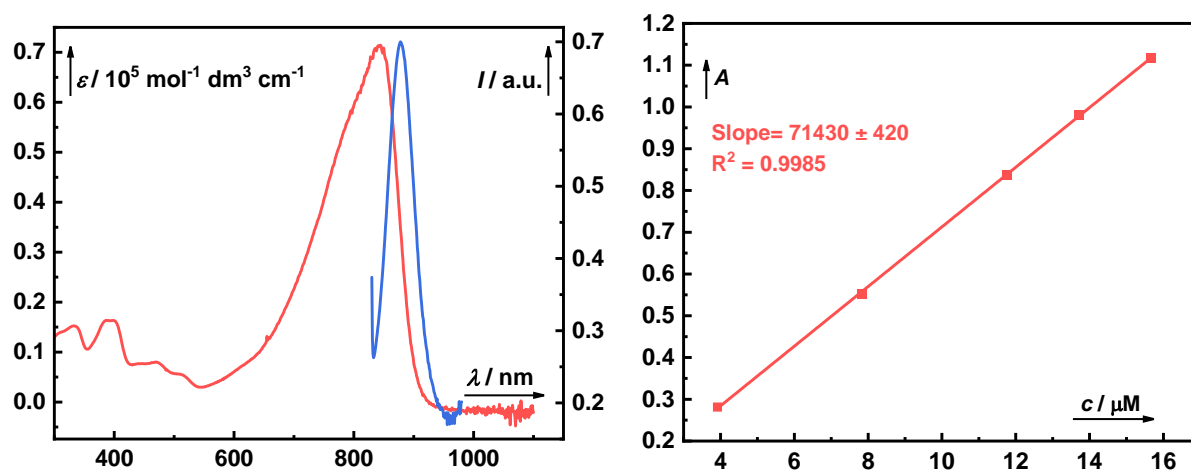 ε / 10⁵ mol⁻¹ dm³ cm⁻¹
I / a.u.
0.7
0.6
0.5
0.4
0.3
0.2
0.1
0.0
0.7
0.6
0.5
0.4
0.3
0.2
λ / nm
400 600 800 1000
A
Slope= 71430 ± 420
R² = 0.9985
1.2
1.1
1.0
0.9
0.8
0.7
0.6
0.5
0.4
0.3
0.2
c / μM
4 6 8 10 12 14 16